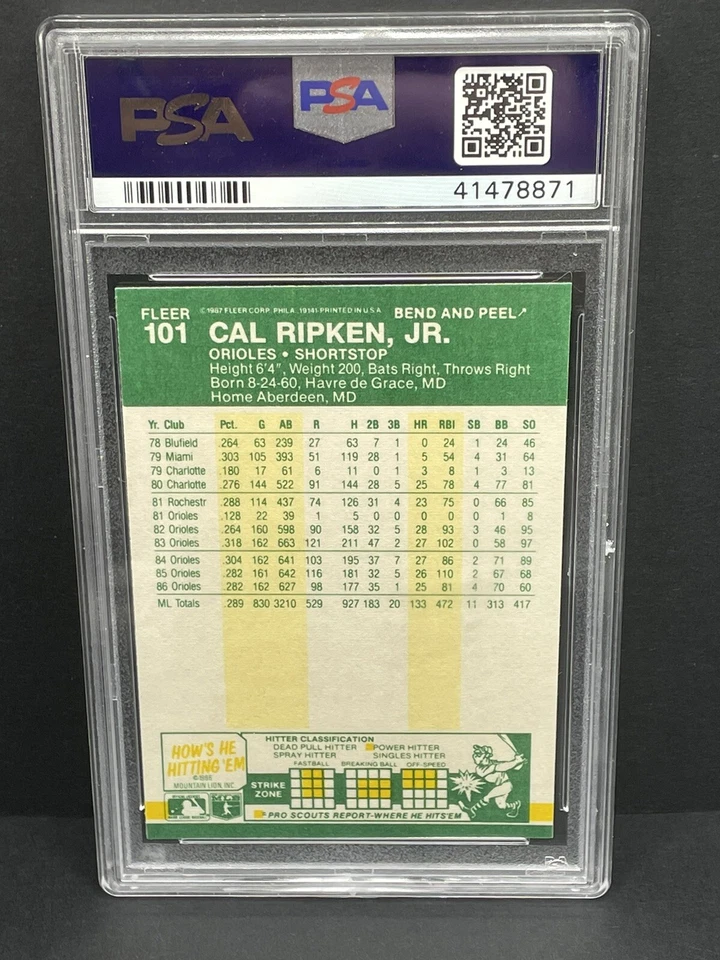 PSA
PSA
41478871
FLEER ©1987 FLEER CORP. PHILA. 19141-PRINTED IN U.S.A. BEND AND PEEL
101 CAL RIPKEN, JR.
ORIOLES • SHORTSTOP
Height 6'4", Weight 200, Bats Right, Throws Right
Born 8-24-60, Havre de Grace, MD
Home Aberdeen, MD
Yr. Club Pct. G AB R H 2B 3B HR RBI SB BB SO
78 Blufield .264 63 239 27 63 7 1 0 24 1 24 46
79 Miami .303 105 393 51 119 28 1 5 54 4 31 64
79 Charlotte .180 17 61 6 11 0 1 3 8 1 3 13
80 Charlotte .276 144 522 91 144 28 5 25 78 4 77 81
81 Rochestr .288 114 437 74 126 31 4 23 75 0 66 85
81 Orioles .128 22 39 1 5 0 0 0 0 0 1 8
82 Orioles .264 160 598 90 158 32 5 28 93 3 46 95
83 Orioles .318 162 663 121 211 47 2 27 102 0 58 97
84 Orioles .304 162 641 103 195 37 7 27 86 2 71 89
85 Orioles .282 161 642 116 181 32 5 26 110 2 67 68
86 Orioles .282 162 627 98 177 35 1 25 81 4 70 60
ML Totals .289 830 3210 529 927 183 20 133 472 11 313 417
HOW'S HE
HITTING 'EM
©1986
MOUNTAIN LION, INC
HITTER CLASSIFICATION
DEAD PULL HITTER POWER HITTER
SPRAY HITTER SINGLES HITTER
FASTBALL BREAKING BALL OFF-SPEED
STRIKE
ZONE
PRO SCOUTS REPORT-WHERE HE HITS'EM